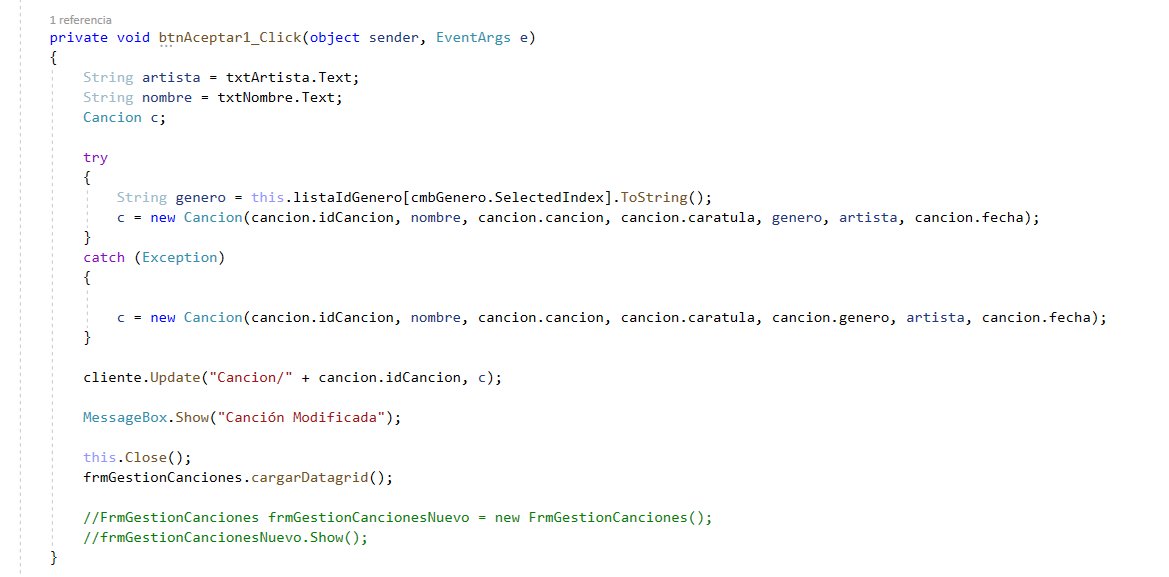 1 referencia
private void btnAceptar1_Click(object sender, EventArgs e)
{
String artista = txtArtista.Text;
String nombre = txtNombre.Text;
Cancion c;
try
{
String genero = this.listaIdGenero[cmbGenero.SelectedIndex].ToString();
c = new Cancion(cancion.idCancion, nombre, cancion.cancion, cancion.caratula, genero, artista, cancion.fecha);
}
catch (Exception)
{
c = new Cancion(cancion.idCancion, nombre, cancion.cancion, cancion.caratula, cancion.genero, artista, cancion.fecha);
}
cliente.Update("Cancion/" + cancion.idCancion, c);
MessageBox.Show("Canción Modificada");
this.Close();
frmGestionCanciones.cargarDatagrid();
//FrmGestionCanciones frmGestionCancionesNuevo = new FrmGestionCanciones();
//frmGestionCancionesNuevo.Show();
}